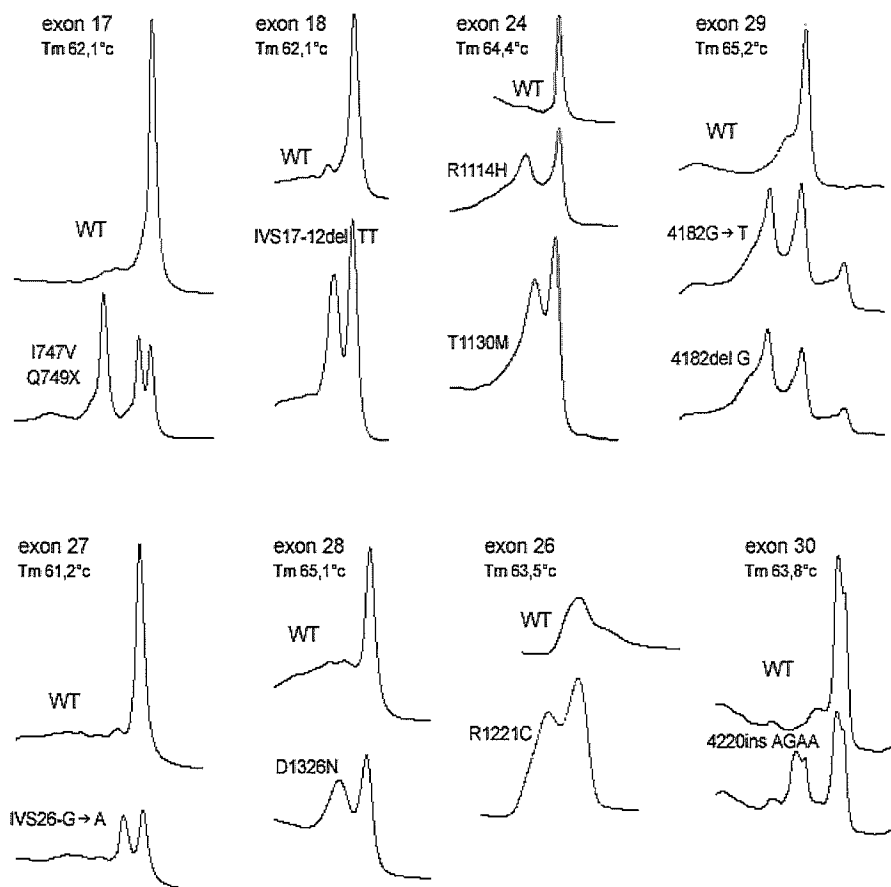 exon 17
Tm 62,1°c
WT
I747V
Q749X
exon 18
Tm 62,1°c
WT
IVS17-12del TT
exon 24
Tm 64,4°c
WT
R1114H
T1130M
exon 29
Tm 65,2°c
WT
4182G→T
4182del G
exon 27
Tm 61,2°c
WT
IVS26-G→A
exon 28
Tm 65,1°c
WT
D1326N
exon 26
Tm 63,5°c
WT
R1221C
exon 30
Tm 63,8°c
WT
4220ins AGAA